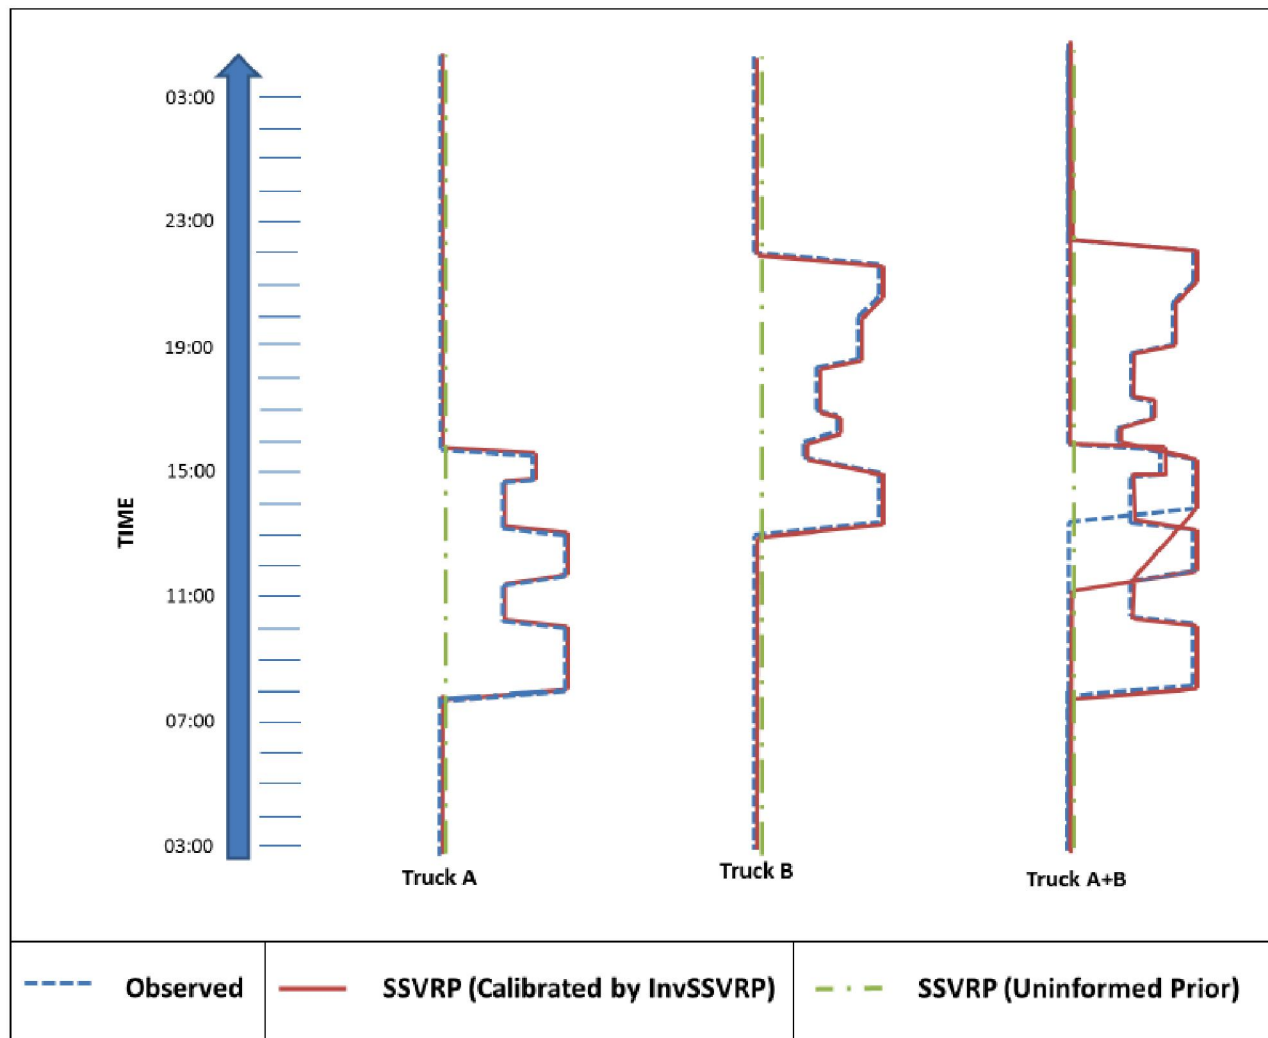 03:00
23:00
19:00
15:00
11:00
07:00
03:00
TIME
Truck A
Truck B
Truck A+B
Observed
SSVRP (Calibrated by InvSSVRP)
SSVRP (Uninformed Prior)